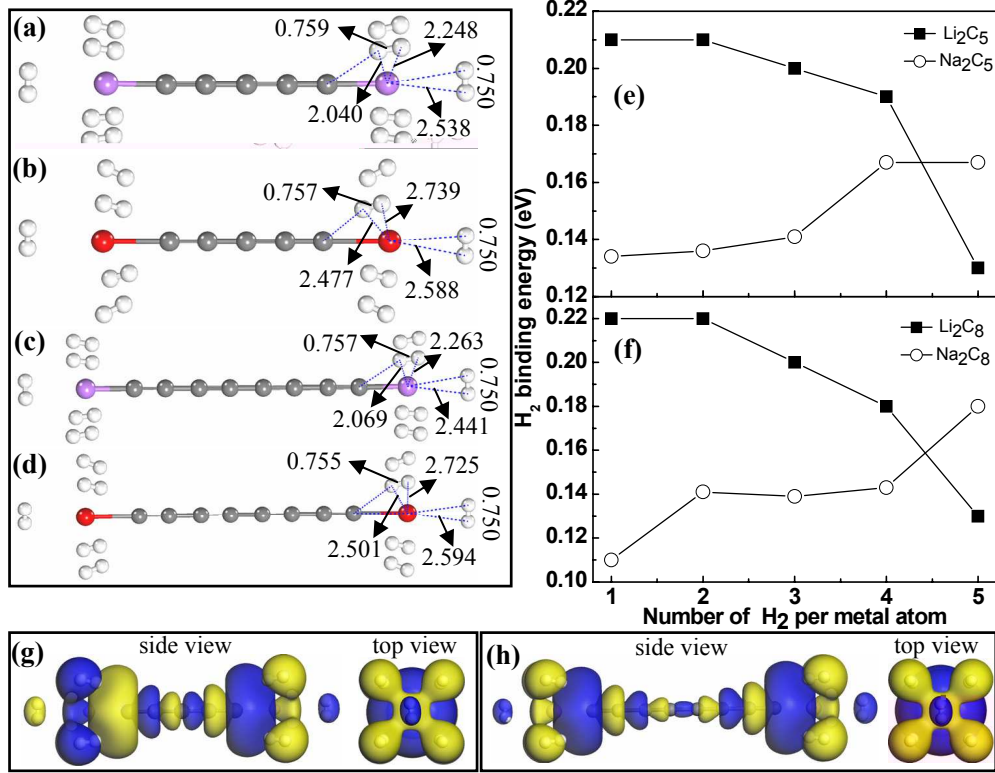 (a)
0.759
2.248
0.750
2.040
2.538
(b)
0.757
2.739
0.750
2.477
2.588
(c)
0.757
2.263
0.750
2.069
2.441
(d)
0.755
2.725
0.750
2.501
2.594
H2 binding energy (eV)
0.22
0.20
0.18
0.16
0.14
0.12
Li2C5
Na2C5
(e)
0.22
0.20
0.18
0.16
0.14
0.12
0.10
Li2C8
Na2C8
(f)
1 2 3 4 5
Number of H2 per metal atom
(g) side view top view
(h) side view top view